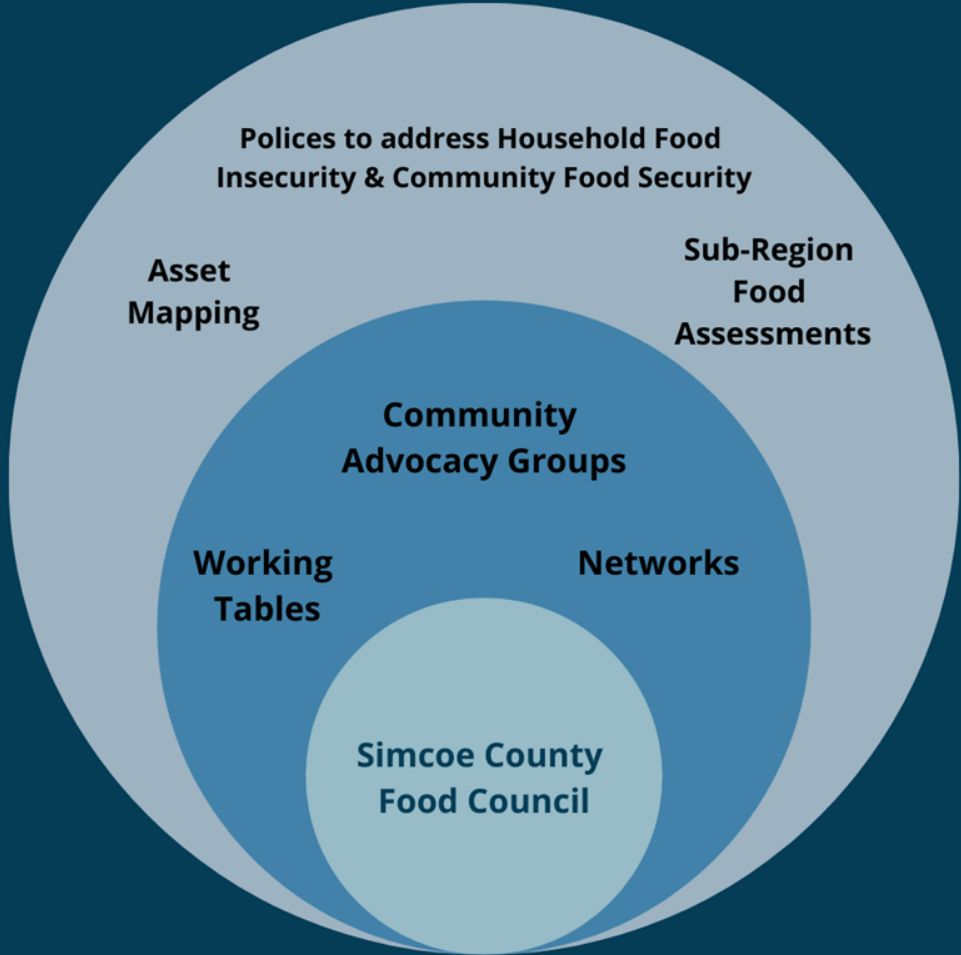 Polices to address Household Food
Insecurity & Community Food Security
Asset
Mapping
Sub-Region
Food
Assessments
Community
Advocacy Groups
Working
Tables
Networks
Simcoe County
Food Council